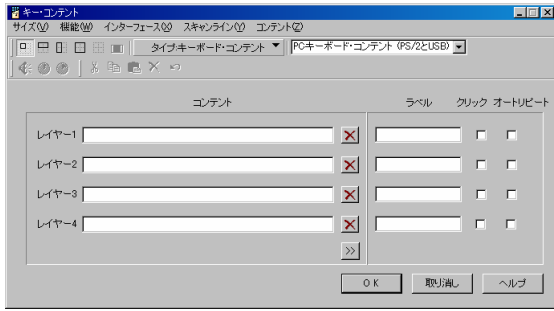 キー・コンテント
サイズ(V) 機能(W) インターフェース(X) スキャンライン(Y) コンテント(Z)
タイプ:キーボード・コンテント PCキーボード・コンテント (PS/2とUSB)
コンテント ラベル クリック オートリピート
レイヤー1
レイヤー2
レイヤー3
レイヤー4
>>
OK 取り消し ヘルプ